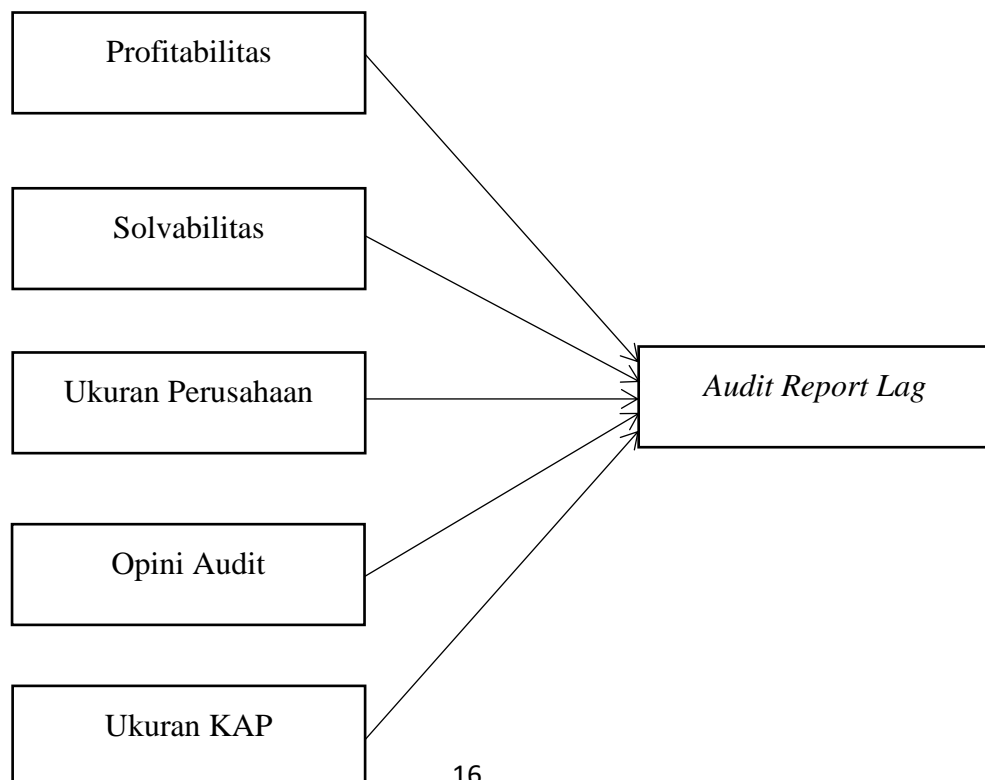 Profitabilitas
Solvabilitas
Ukuran Perusahaan
Audit Report Lag
Opini Audit
Ukuran KAP
16